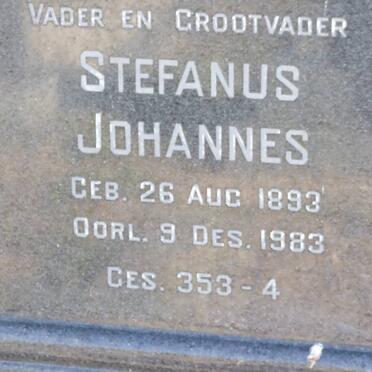 VADER EN GROOTVADER
STEFANUS
JOHANNES
GEB. 26 AUG 1893
OORL. 9 DES. 1983
GES. 353 - 4